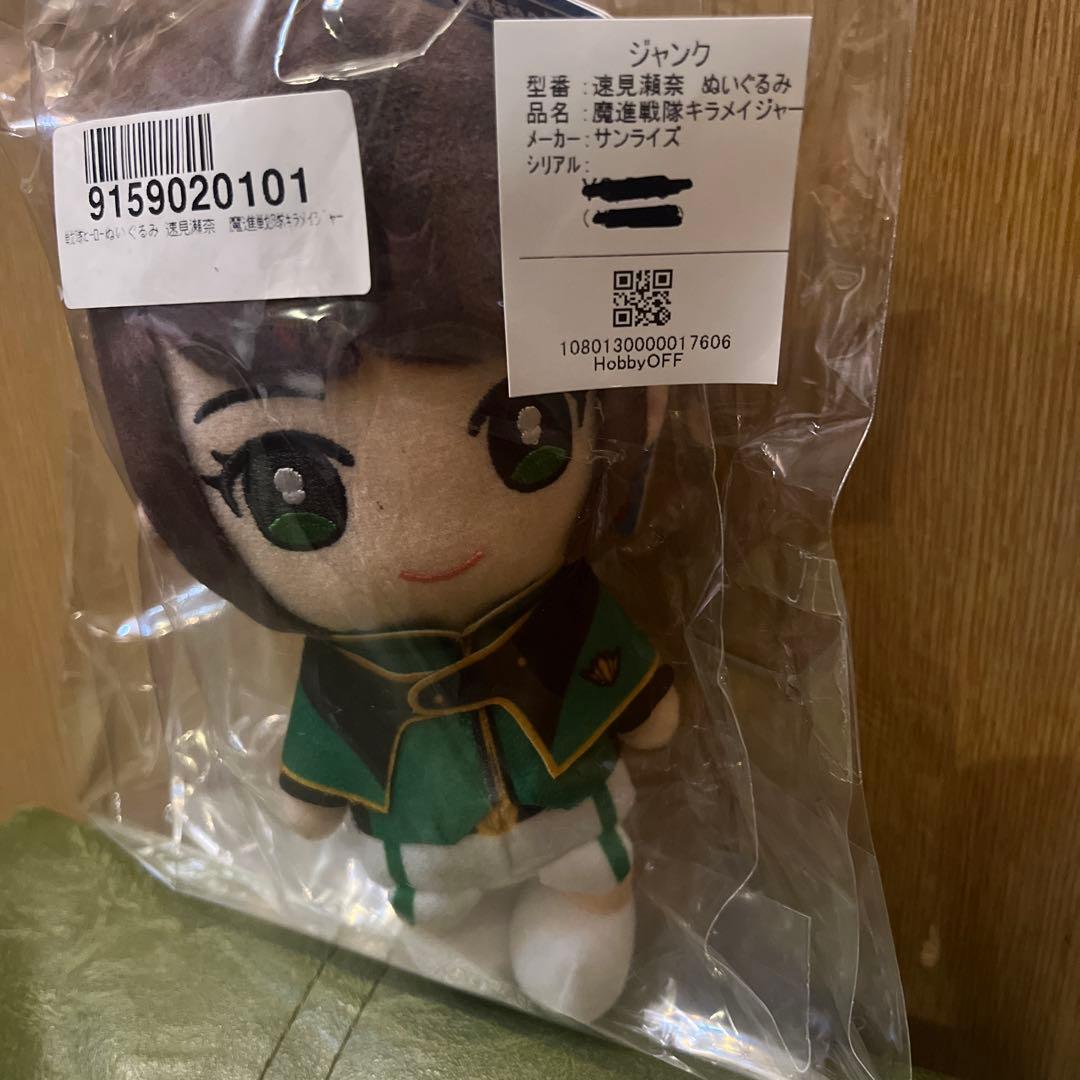 ジャンク
型番:速見瀬奈 ぬいぐるみ
品名:魔進戦隊キラメイジャー
メーカー:サンライズ
シリアル:
1080130000017606
HobbyOFF
9159020101
戦隊ヒーローぬいぐるみ 速見瀬奈 魔進戦隊キラメイジャー